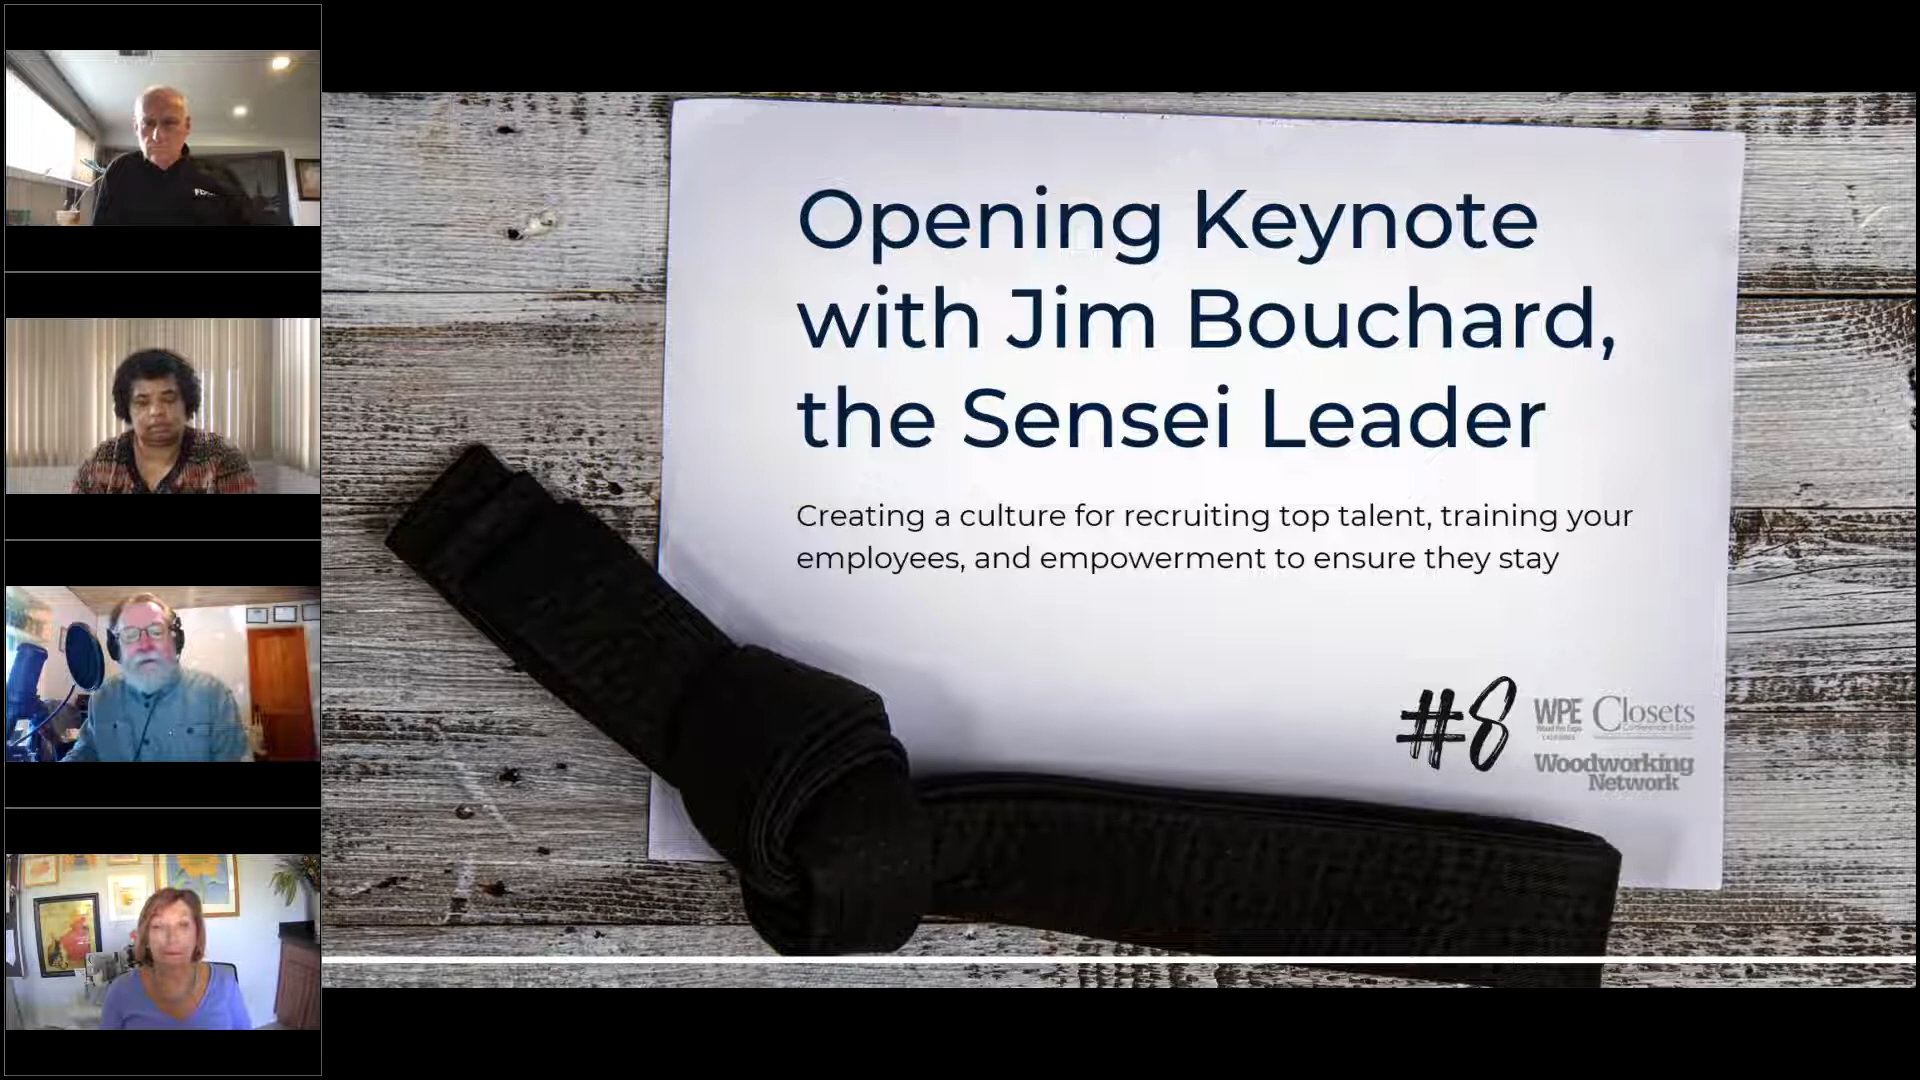 Opening Keynote
with Jim Bouchard,
the Sensei Leader
Creating a culture for recruiting top talent, training your
employees, and empowerment to ensure they stay
#8
WPE
Closets
Woodworking
Network